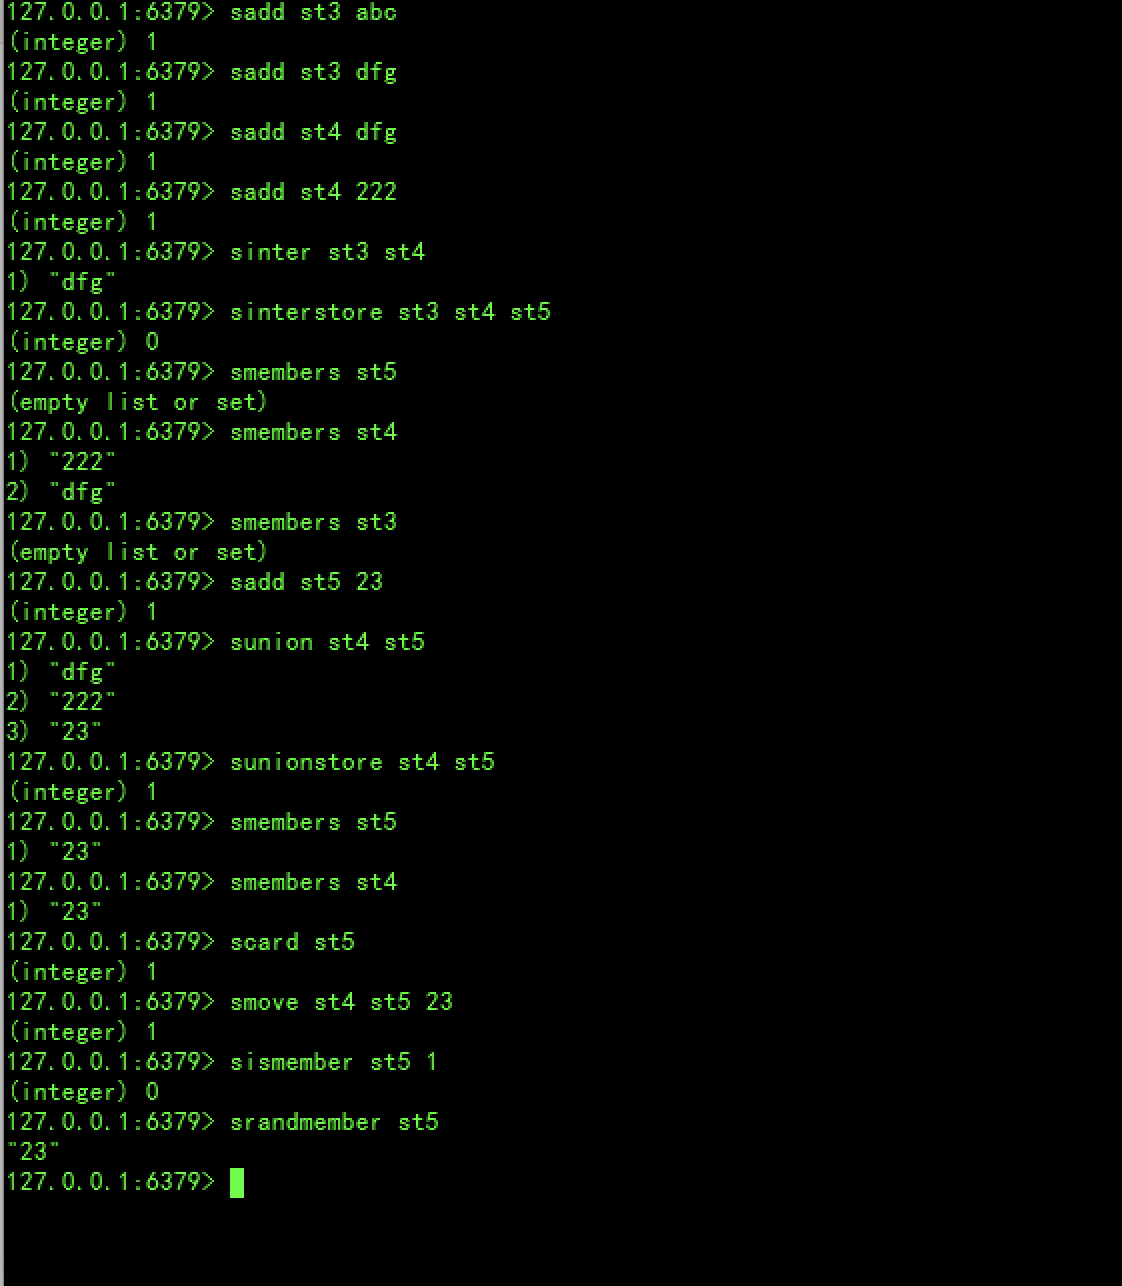 127.0.0.1:6379> sadd st3 abc
(integer) 1
127.0.0.1:6379> sadd st3 dfg
(integer) 1
127.0.0.1:6379> sadd st4 dfg
(integer) 1
127.0.0.1:6379> sadd st4 222
(integer) 1
127.0.0.1:6379> sinter st3 st4
1) "dfg"
127.0.0.1:6379> sinterstore st3 st4 st5
(integer) 0
127.0.0.1:6379> smembers st5
(empty list or set)
127.0.0.1:6379> smembers st4
1) "222"
2) "dfg"
127.0.0.1:6379> smembers st3
(empty list or set)
127.0.0.1:6379> sadd st5 23
(integer) 1
127.0.0.1:6379> sunion st4 st5
1) "dfg"
2) "222"
3) "23"
127.0.0.1:6379> sunionstore st4 st5
(integer) 1
127.0.0.1:6379> smembers st5
1) "23"
127.0.0.1:6379> smembers st4
1) "23"
127.0.0.1:6379> scard st5
(integer) 1
127.0.0.1:6379> smove st4 st5 23
(integer) 1
127.0.0.1:6379> sismember st5 1
(integer) 0
127.0.0.1:6379> srandmember st5
"23"
127.0.0.1:6379>